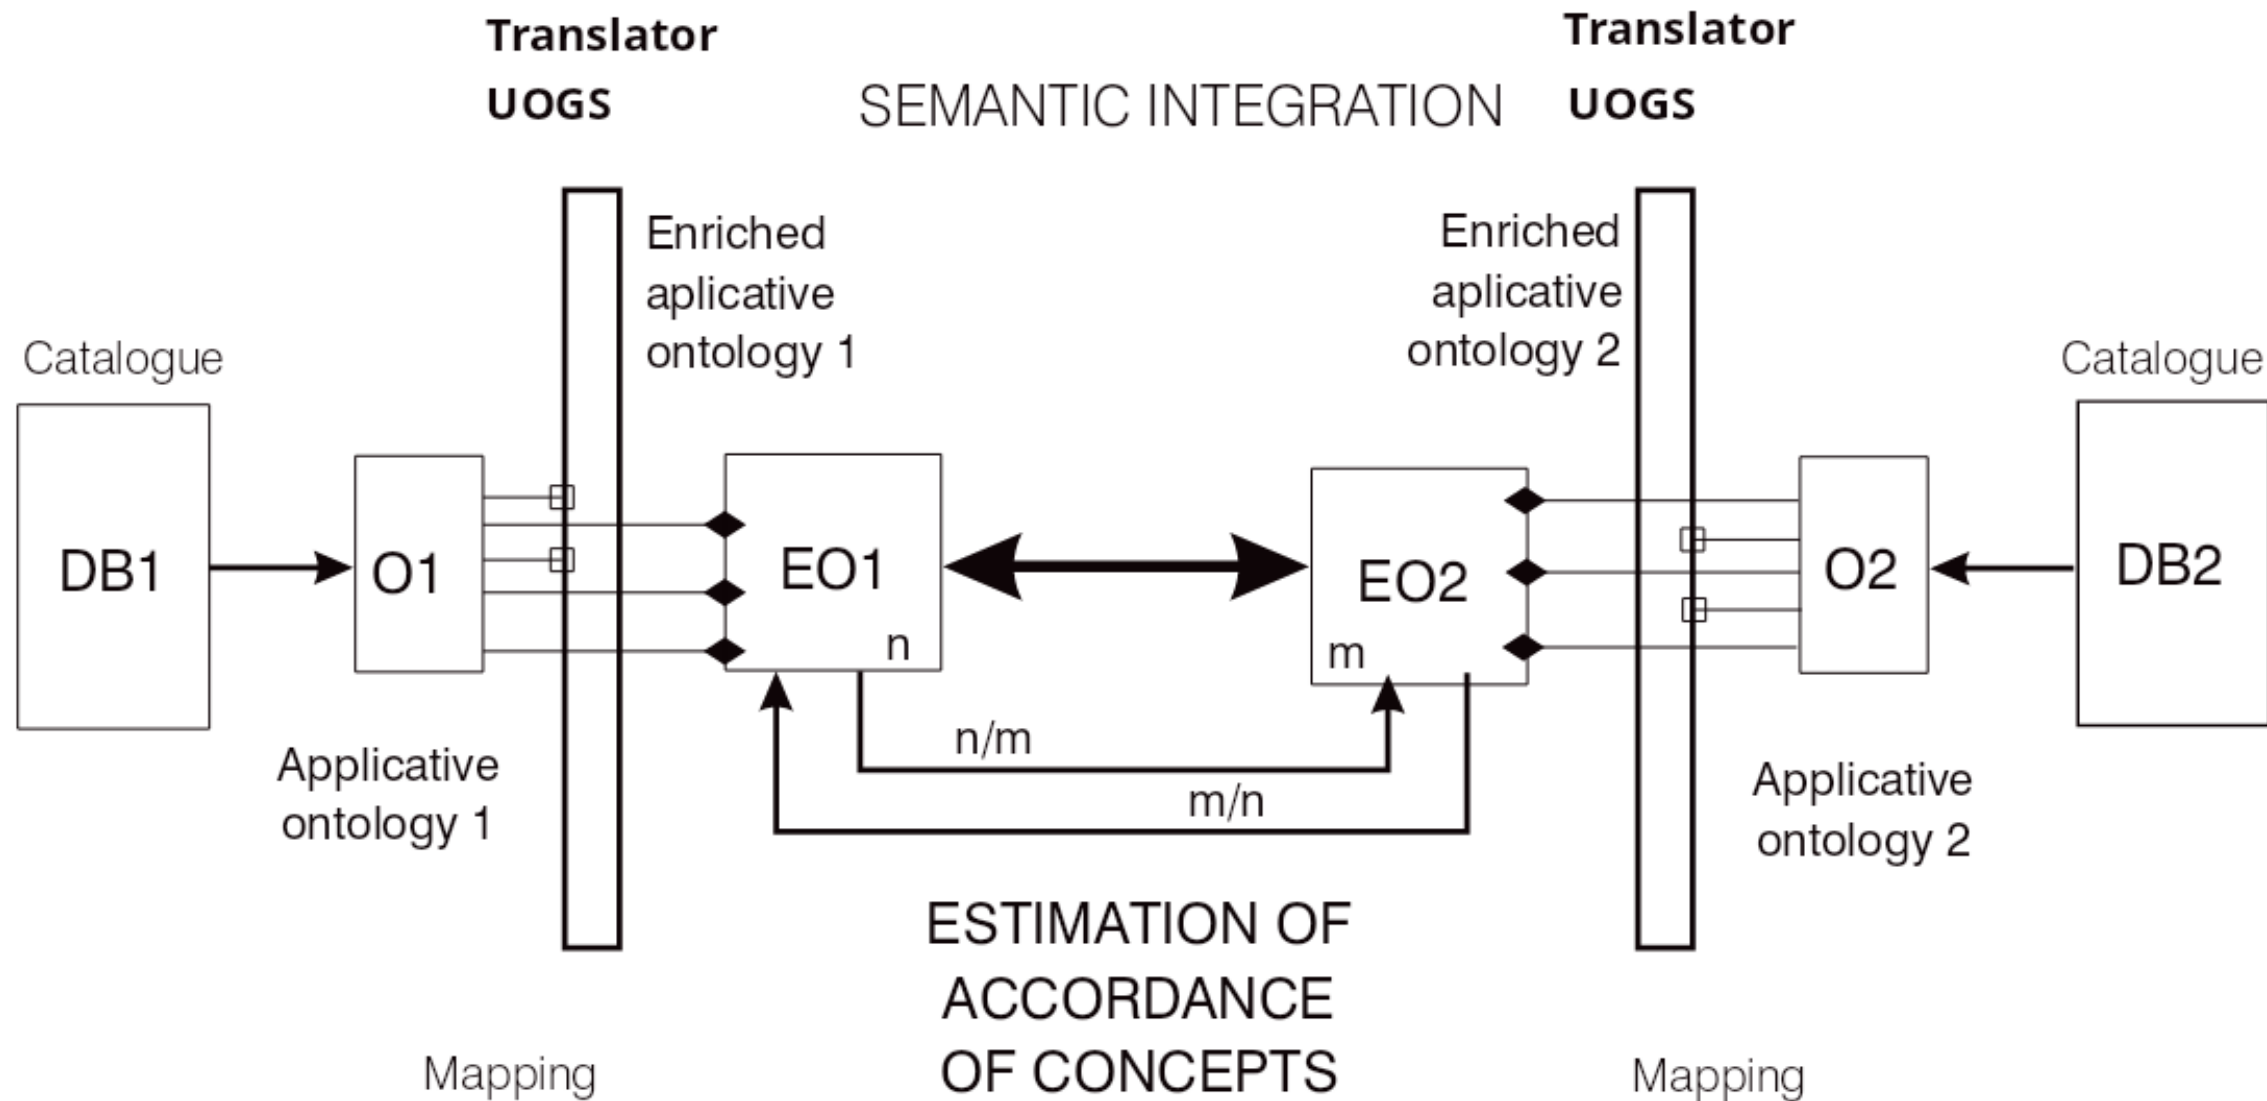 Translator
UOGS
SEMANTIC INTEGRATION
Translator
UOGS
Enriched
aplicative
ontology 1
Enriched
aplicative
ontology 2
Catalogue
Catalogue
DB1
O1
EO1
n
EO2
m
O2
DB2
n/m
m/n
Applicative
ontology 1
Applicative
ontology 2
ESTIMATION OF
ACCORDANCE
OF CONCEPTS
Mapping
Mapping